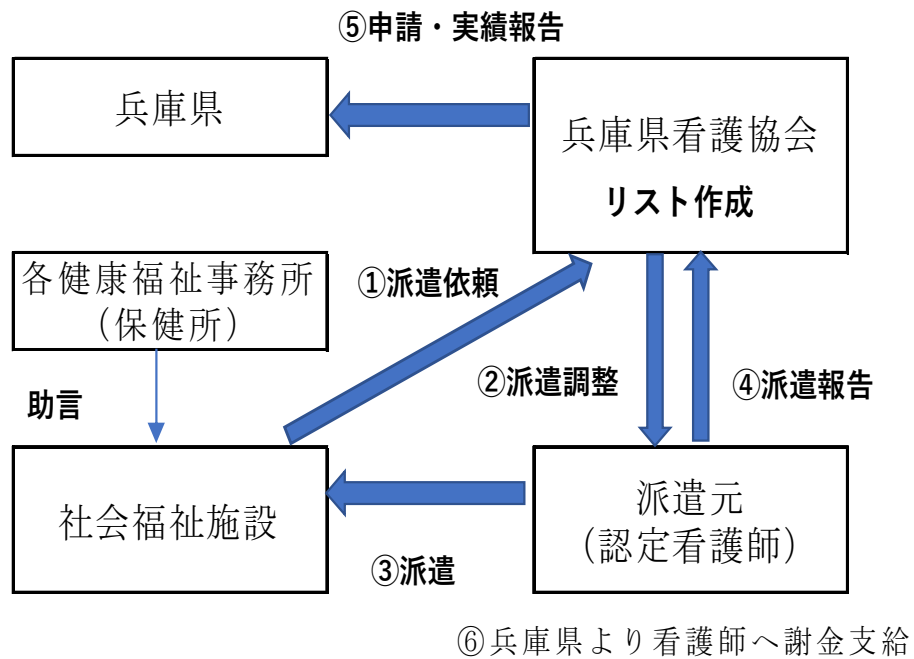 ⑤申請・実績報告
兵庫県
兵庫県看護協会
リスト作成
各健康福祉事務所
（保健所）
①派遣依頼
②派遣調整
④派遣報告
助言
社会福祉施設
派遣元
（認定看護師）
③派遣
⑥兵庫県より看護師へ謝金支給